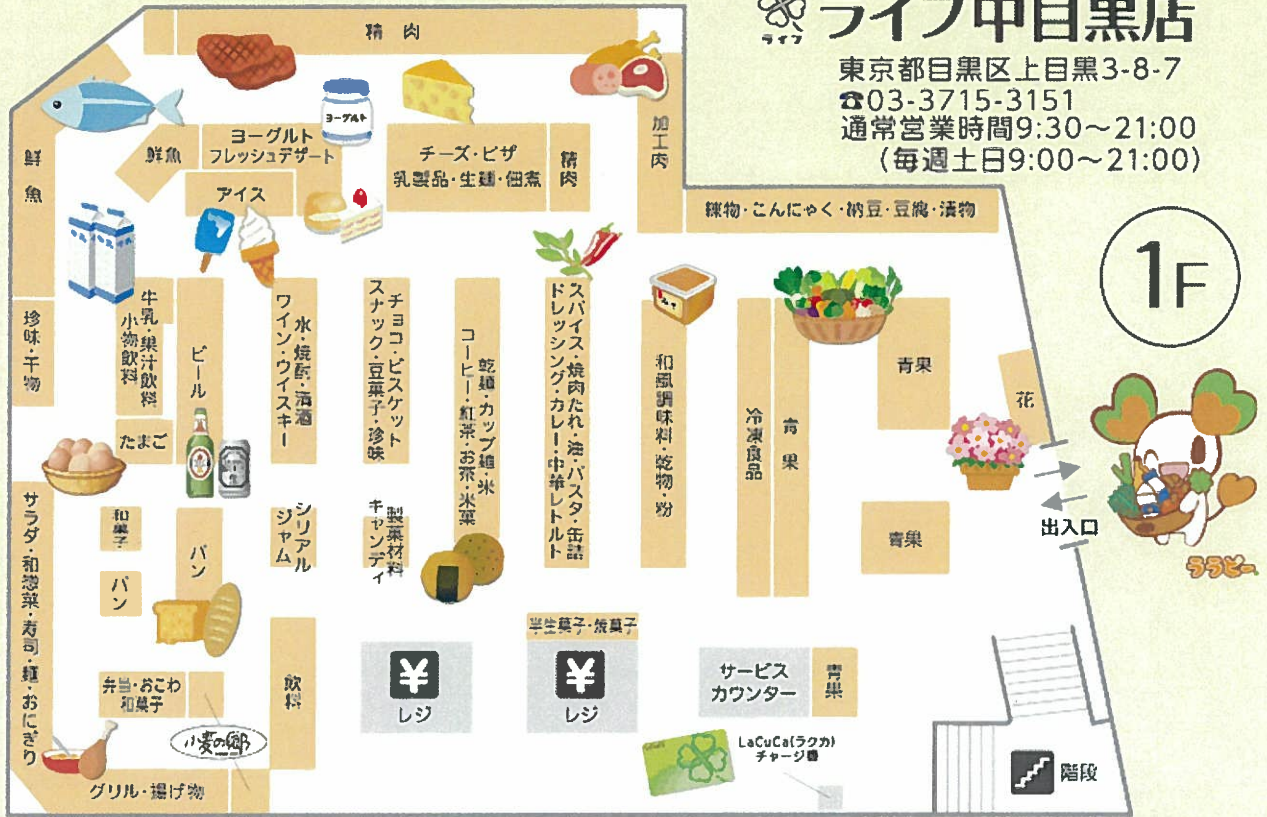 ライフ
ライフ中目黒店
東京都目黒区上目黒3-8-7
☎03-3715-3151
通常営業時間9:30～21:00
(毎週土日9:00～21:00)
1F
精肉
加工肉
鮮魚
鮮魚
ヨーグルト
フレッシュデザート
ヨーグルト
アイス
チーズ・ピザ
乳製品・生麺・佃煮
精肉
練物・こんにゃく・納豆・豆腐・漬物
珍味・干物
牛乳・果汁飲料
小物飲料
たまご
ビール
水・焼酎・清酒
ワイン・ウイスキー
チョコ・ビスケット
スナック・豆菓子・珍味
乾麺・カップ麺・米
コーヒー・紅茶・お茶・米菓
スパイス・焼肉たれ・油・パスタ・缶詰
ドレッシング・カレー・中華レトルト
和風調味料・乾物・粉
冷凍食品
青果
青果
花
青果
出入口
ララピー
サラダ・和惣菜・寿司・麺・おにぎり
和菓子
パン
パン
シリアル
ジャム
製菓材料
キャンディ
弁当・おこわ
和菓子
小麦の郷
飲料
グリル・揚げ物
¥
レジ
半生菓子・焼菓子
¥
レジ
サービス
カウンター
青果
LaCuCa(ラクカ)
チャージ機
階段